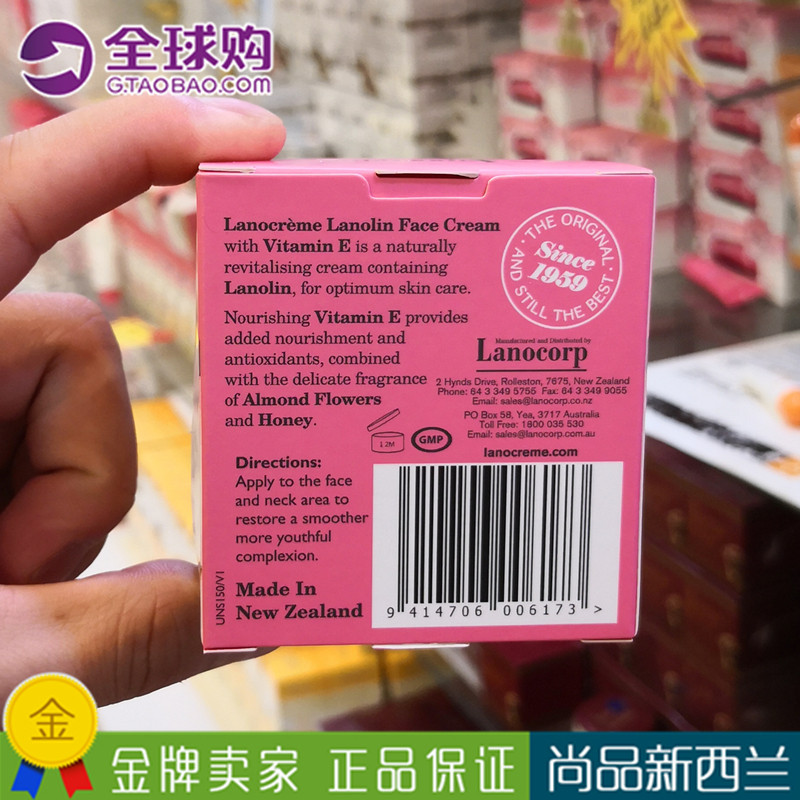 全球购
GTAOBAO.COM
Lanocrème Lanolin Face Cream
with Vitamin E is a naturally
revitalising cream containing
Lanolin, for optimum skin care.
Nourishing Vitamin E provides
added nourishment and
antioxidants, combined
with the delicate fragrance
of Almond Flowers
and Honey.
THE ORIGINAL
Since
1959
AND STILL THE BEST
Manufactured and Distributed by
Lanocorp
2 Hynds Drive, Rolleston, 7675, New Zealand
Phone: 64 3 349 5755 Fax: 64 3 349 9055
Email: sales@lanocorp.co.nz
PO Box 58, Yea, 3717 Australia
Toll Free: 1800 035 530
Email: sales@lanocorp.com.au
lanocreme.com
12M
GMP
Directions:
Apply to the face
and neck area to
restore a smoother
more youthful
complexion.
Made In
New Zealand
UNS150/V1
9 414706 006173 >
金
金牌卖家 正品保证 尚品新西兰